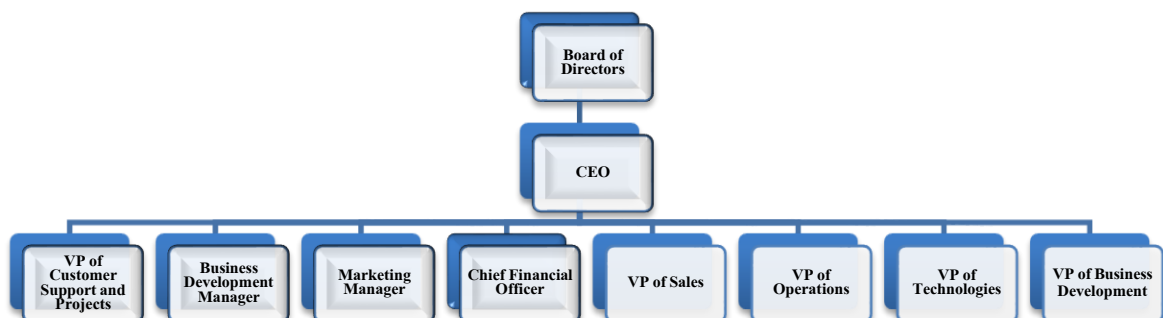 Board of
Directors
CEO
VP of
Customer
Support and
Projects
Business
Development
Manager
Marketing
Manager
Chief Financial
Officer
VP of Sales
VP of
Operations
VP of
Technologies
VP of Business
Development